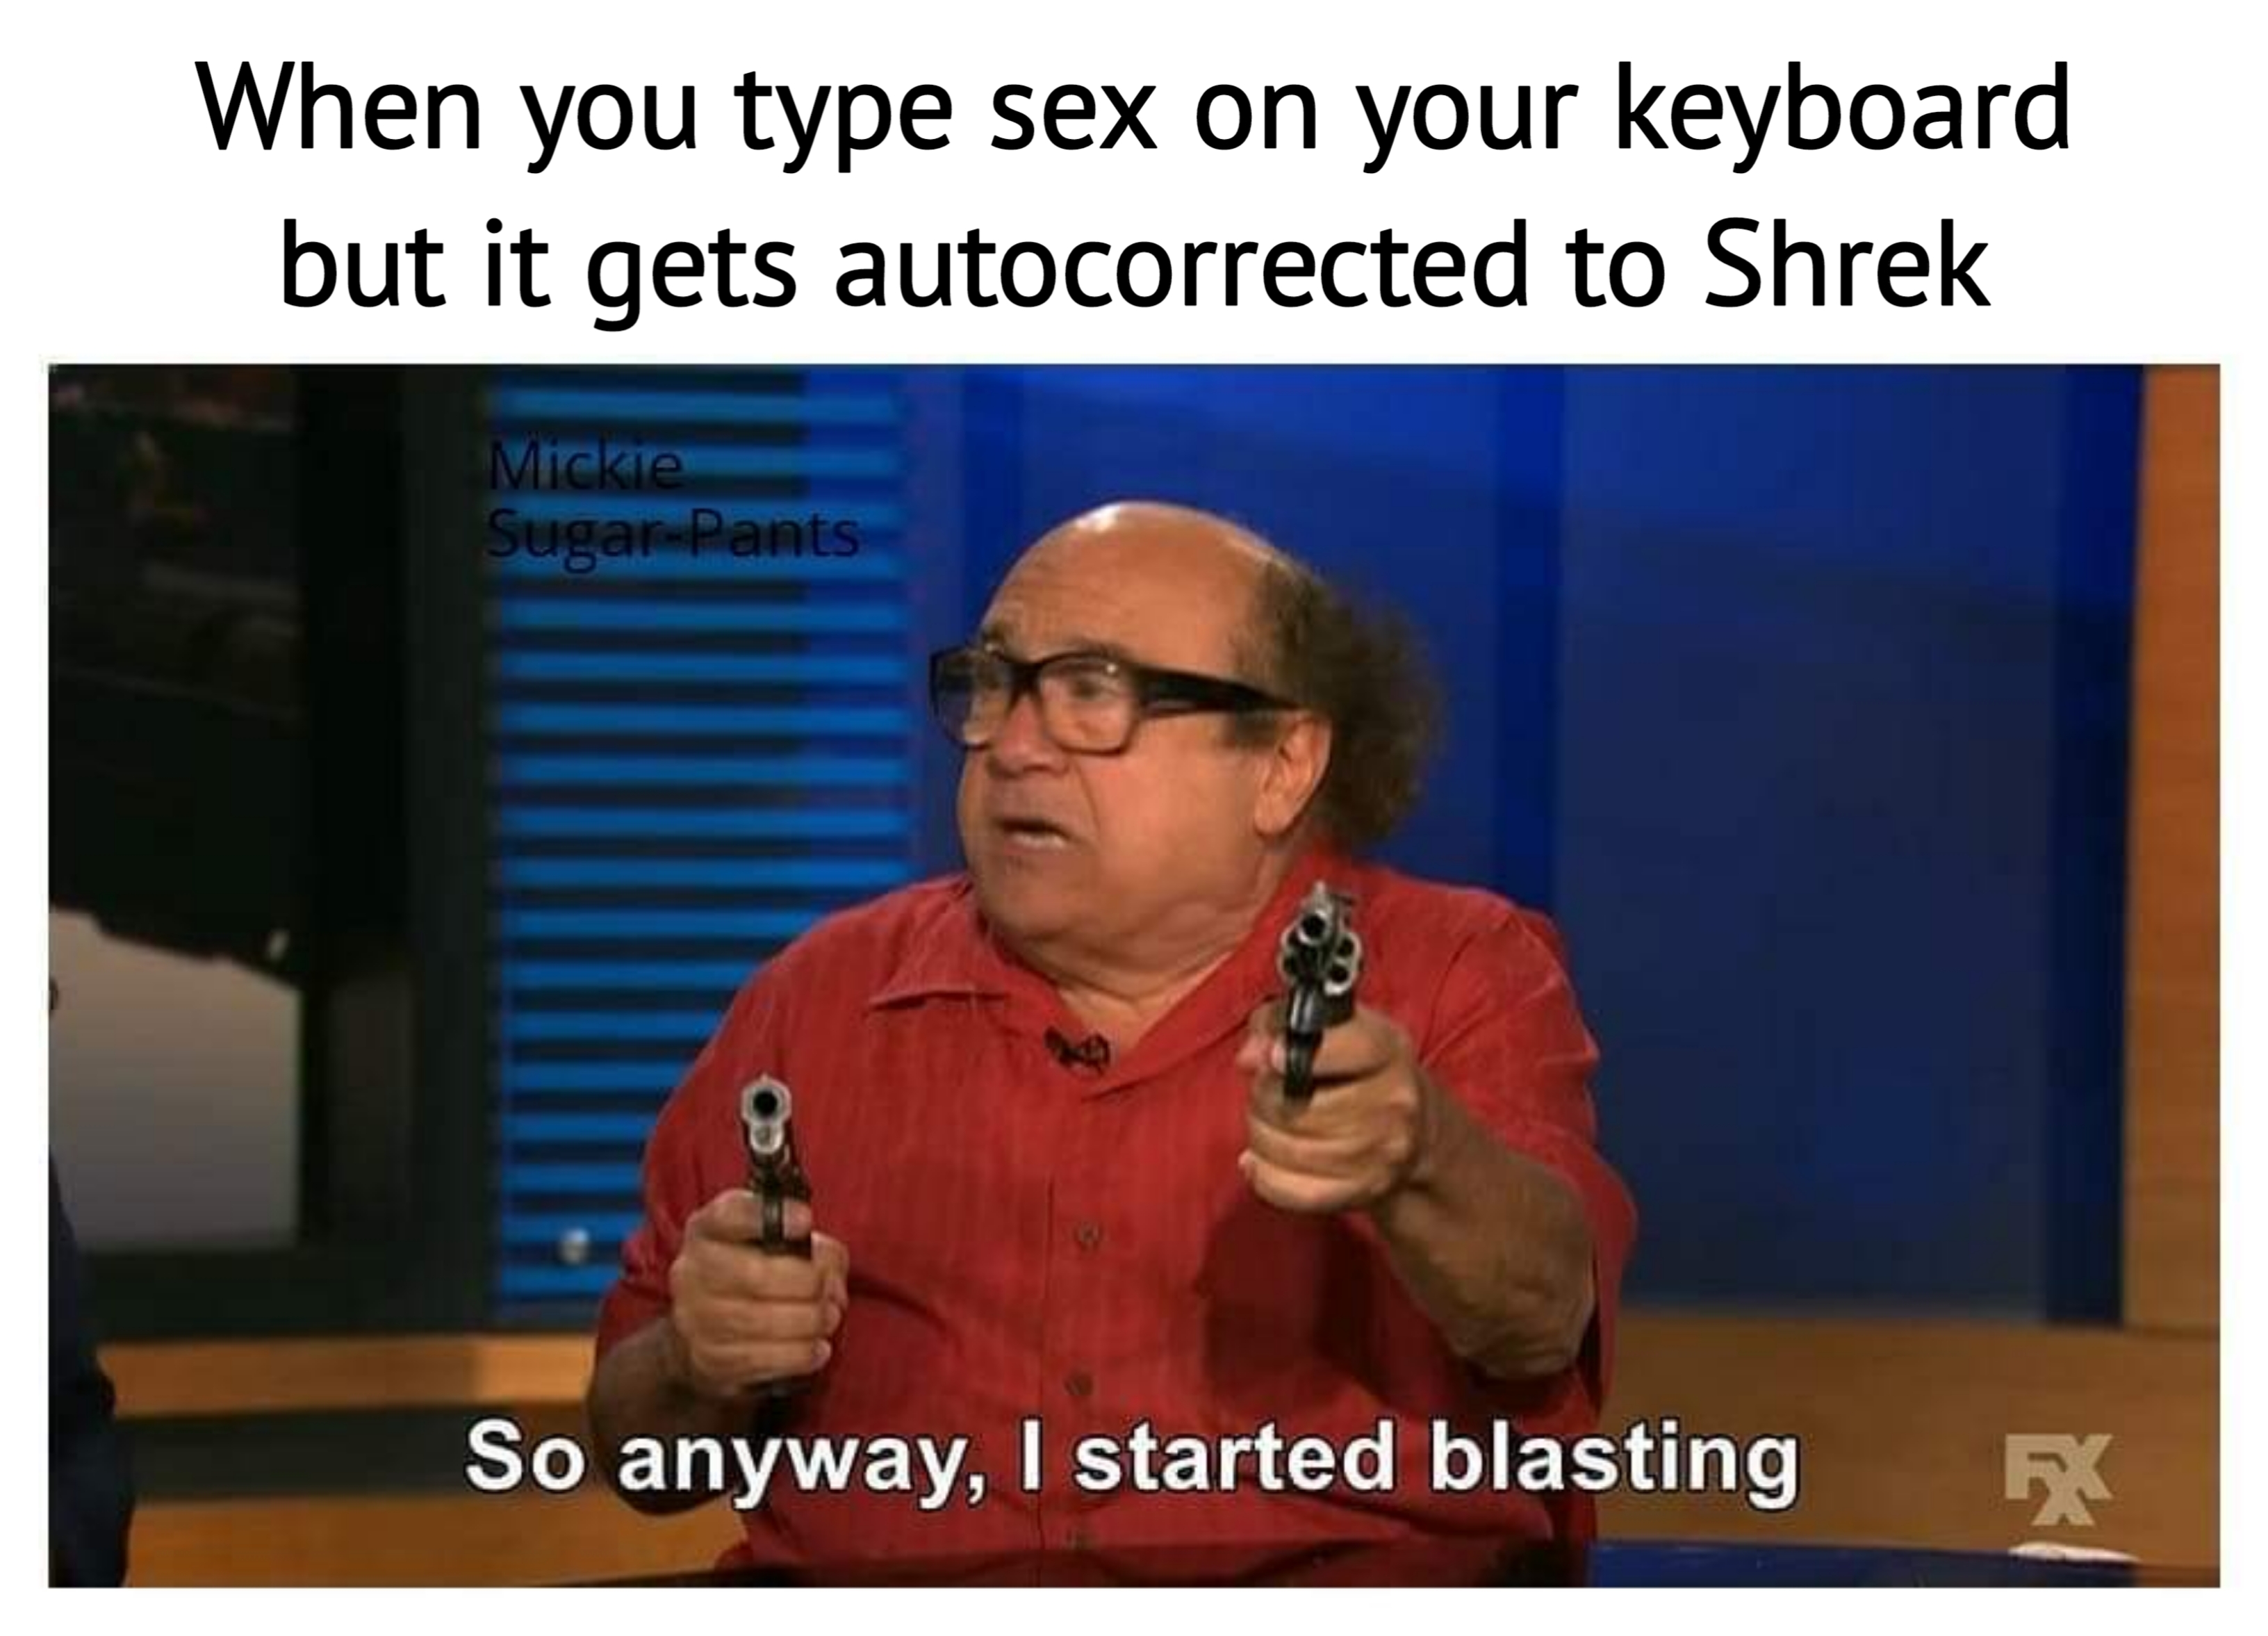 When you type sex on your keyboard
but it gets autocorrected to Shrek
Mickie
Sugar-Pants
So anyway, I started blasting
FXX